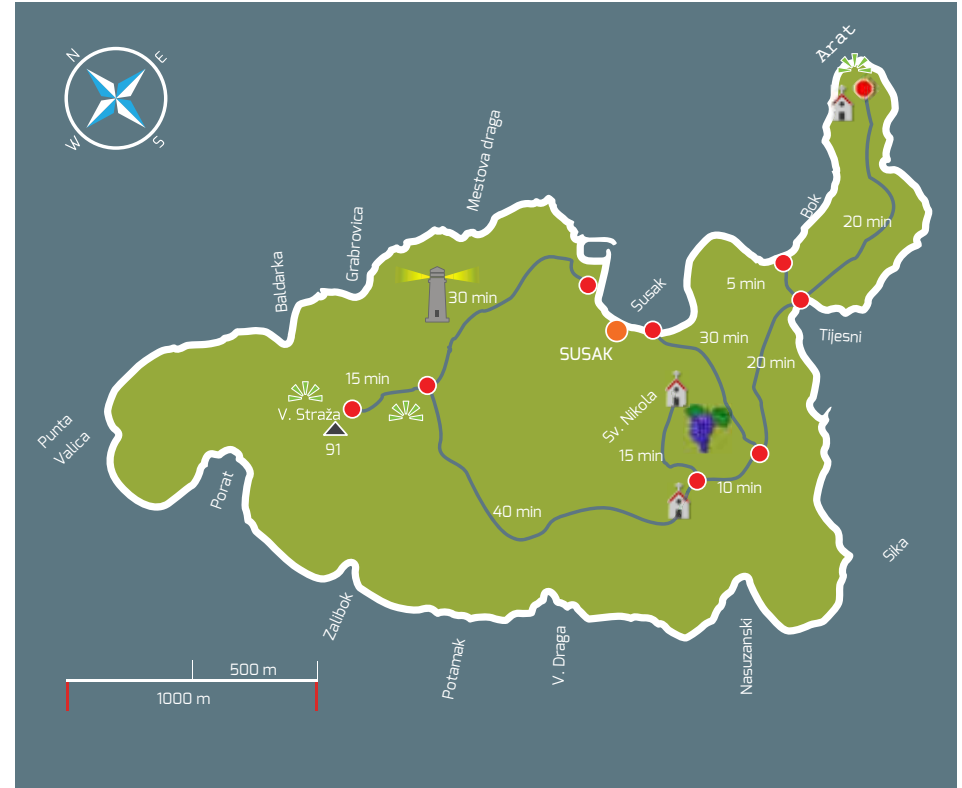 N
E
W
S
Arat
Mestova draga
Grabrovica
Baldarka
Bok
20 min
5 min
30 min
Susak
Tijesni
30 min
SUSAK
20 min
15 min
V. Straža
91
Sv. Nikola
Punta
Valica
15 min
10 min
Porat
40 min
Sika
Zalibok
Potamak
V. Draga
Nasuzanski
500 m
1000 m